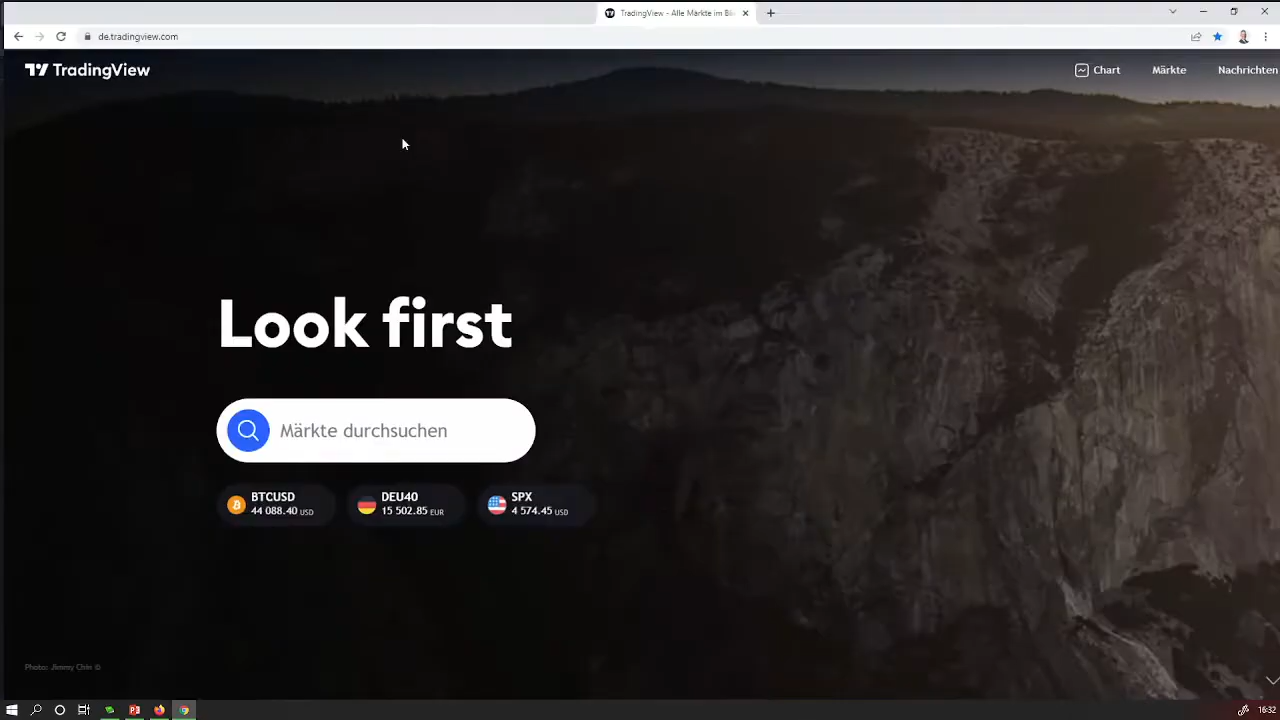 TradingView - Alle Märkte im Bli
de.tradingview.com
TradingView
Chart
Märkte
Nachrichten
Look first
Märkte durchsuchen
BTCUSD
44 088.40 USD
DEU40
15 502.85 EUR
SPX
4 574.45 USD
Photo: Jimmy Chin ©
16:32